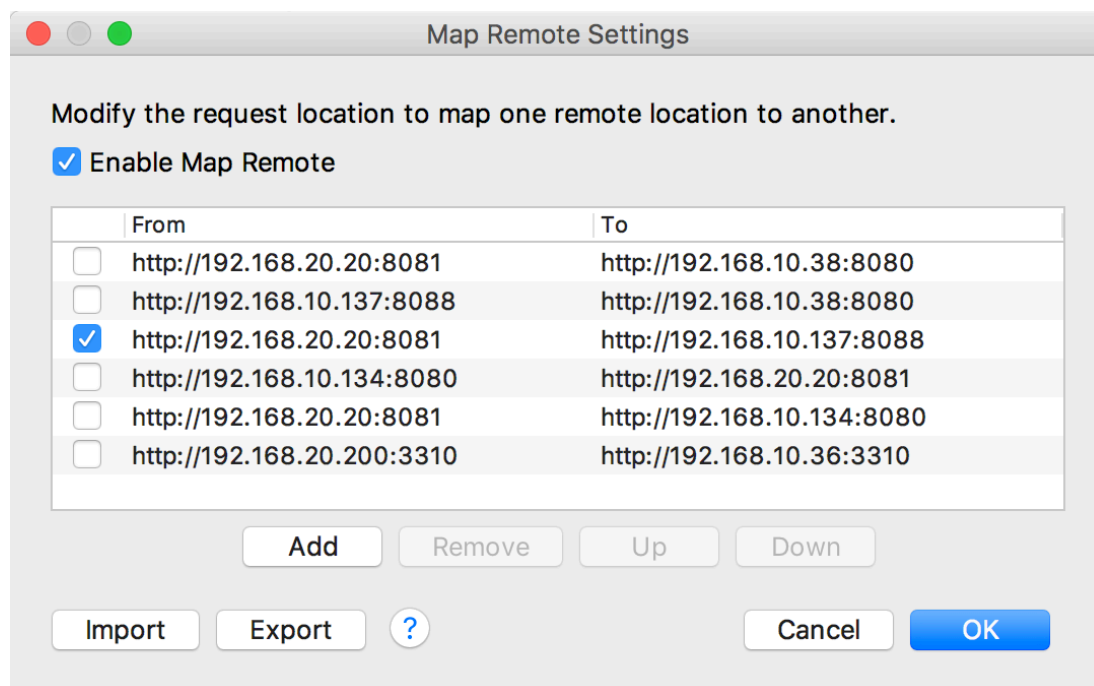 Map Remote Settings
Modify the request location to map one remote location to another.
Enable Map Remote
From To
http://192.168.20.20:8081 http://192.168.10.38:8080
http://192.168.10.137:8088 http://192.168.10.38:8080
http://192.168.20.20:8081 http://192.168.10.137:8088
http://192.168.10.134:8080 http://192.168.20.20:8081
http://192.168.20.20:8081 http://192.168.10.134:8080
http://192.168.20.200:3310 http://192.168.10.36:3310
Add Remove Up Down
Import Export ? Cancel OK